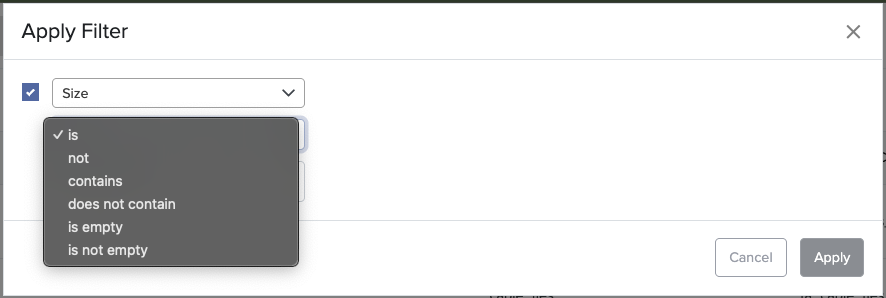 Apply Filter
Size
is
not
contains
does not contain
is empty
is not empty
Cancel
Apply